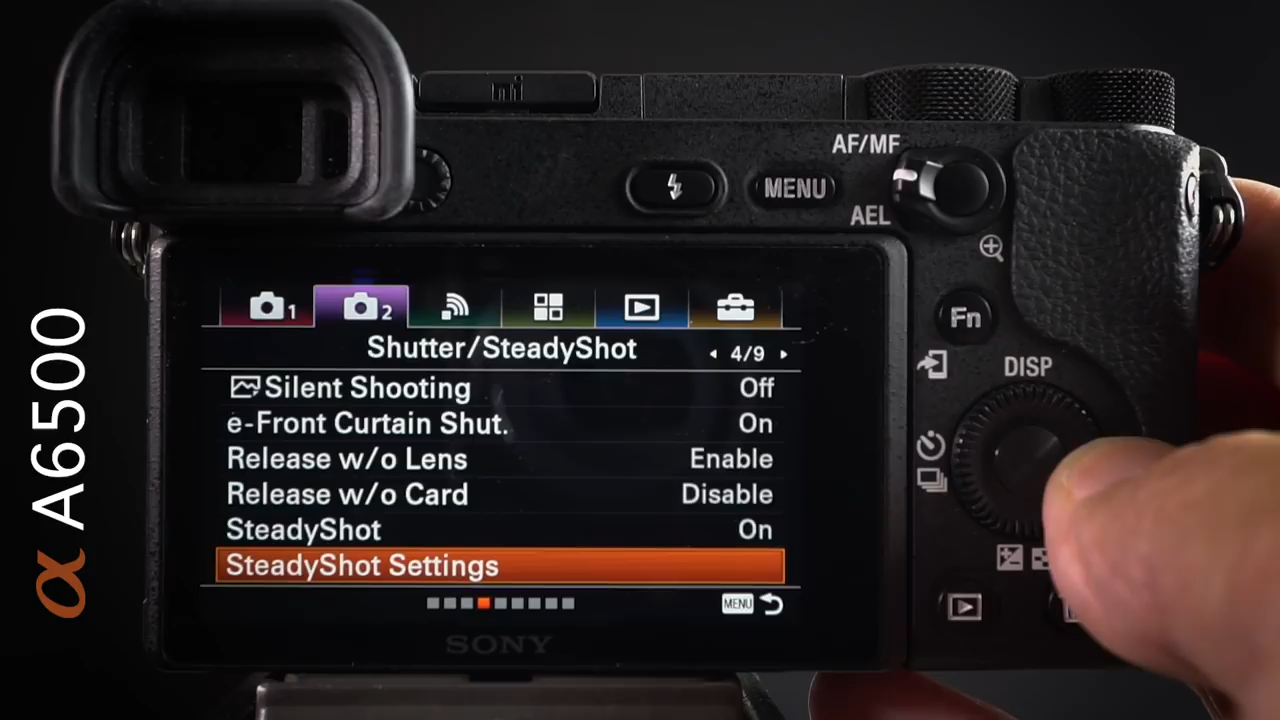 α A6500
AF/MF
MENU
AEL
Fn
DISP
1
2
Shutter/SteadyShot
4/9
Silent Shooting Off
e-Front Curtain Shut. On
Release w/o Lens Enable
Release w/o Card Disable
SteadyShot On
SteadyShot Settings
MENU
SONY